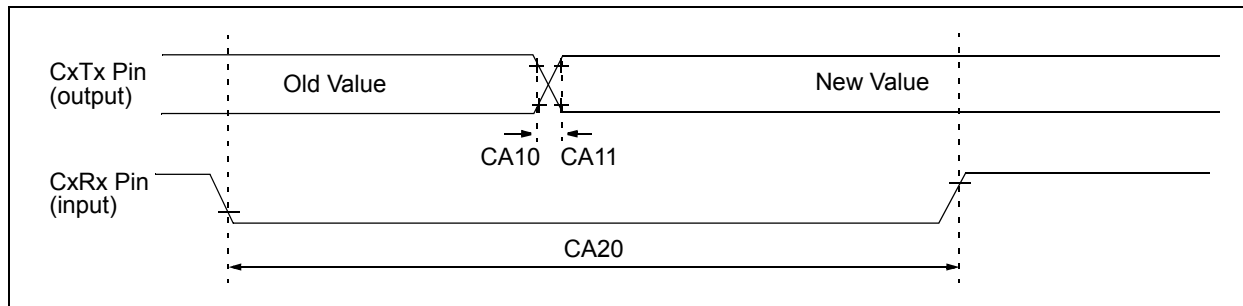 CxTx Pin
(output)
Old Value
New Value
CA10 CA11
CxRx Pin
(input)
CA20